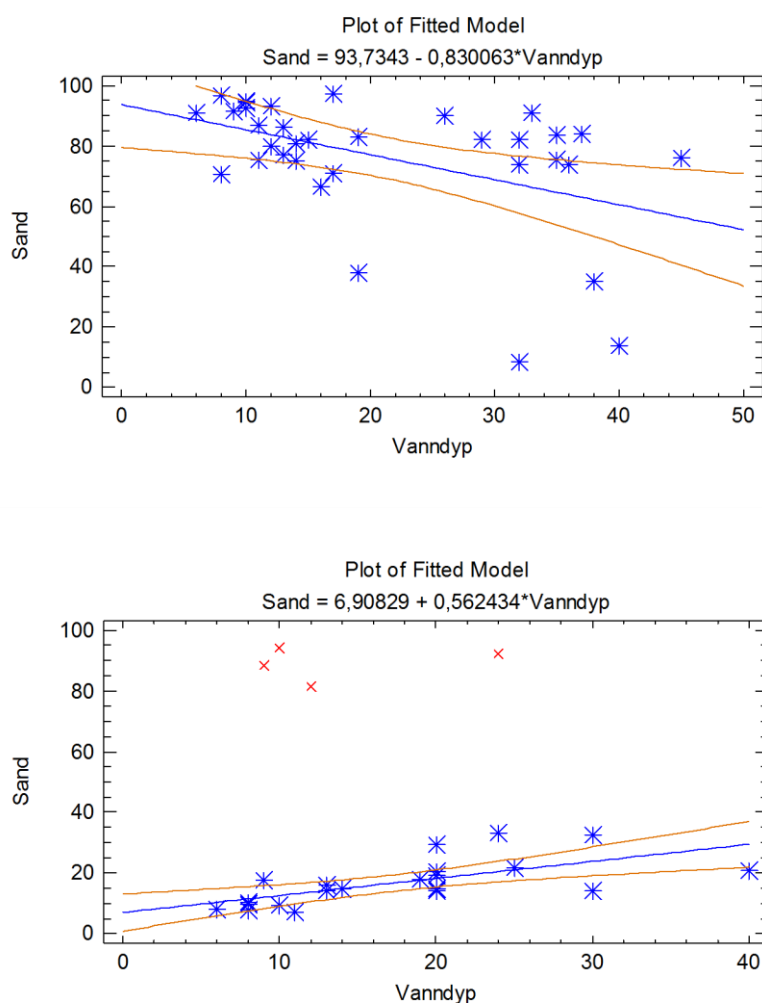 Plot of Fitted Model
Sand = 93,7343 - 0,830063*Vanndyp
100
80
60
40
20
0
Sand
0 10 20 30 40 50
Vanndyp
Plot of Fitted Model
Sand = 6,90829 + 0,562434*Vanndyp
100
80
60
40
20
0
Sand
0 10 20 30 40
Vanndyp